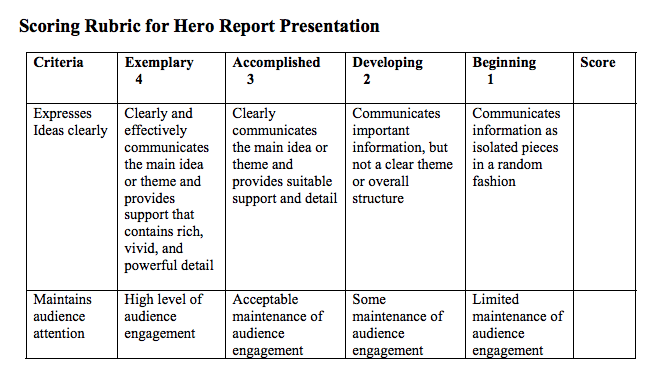 Scoring Rubric for Hero Report Presentation
Criteria Exemplary Accomplished Developing Beginning Score
4 3 2 1
Expresses Clearly and Clearly Communicates Communicates
Ideas clearly effectively communicates important information as
communicates the main idea or information, but isolated pieces
the main idea theme and not a clear theme in a random
or theme and provides suitable or overall fashion
provides support and detail structure
support that
contains rich,
vivid, and
powerful detail
Maintains High level of Acceptable Some Limited
audience audience maintenance of maintenance of maintenance of
attention engagement audience audience audience
engagement engagement engagement